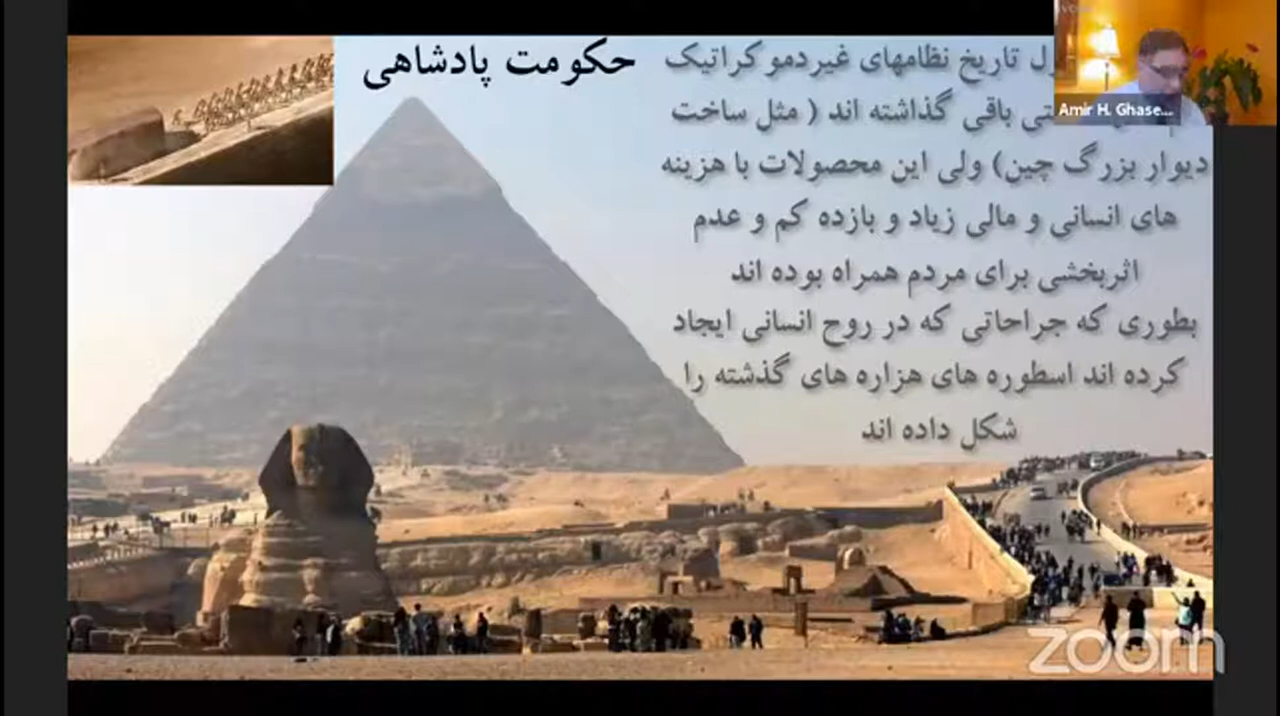 حکومت پادشاهی
تاریخ نظامهای غیردموکراتیک
باقی گذاشته اند ( مثل ساخت
دیوار بزرگ چین) ولی این محصولات با هزینه
های انسانی و مالی زیاد و بازده کم و عدم
اثربخشی برای مردم همراه بوده اند
بطوری که جراحاتی که در روح انسانی ایجاد
کرده اند اسطوره های هزاره های گذشته را
شکل داده اند
Amir H. Ghase...
zoom